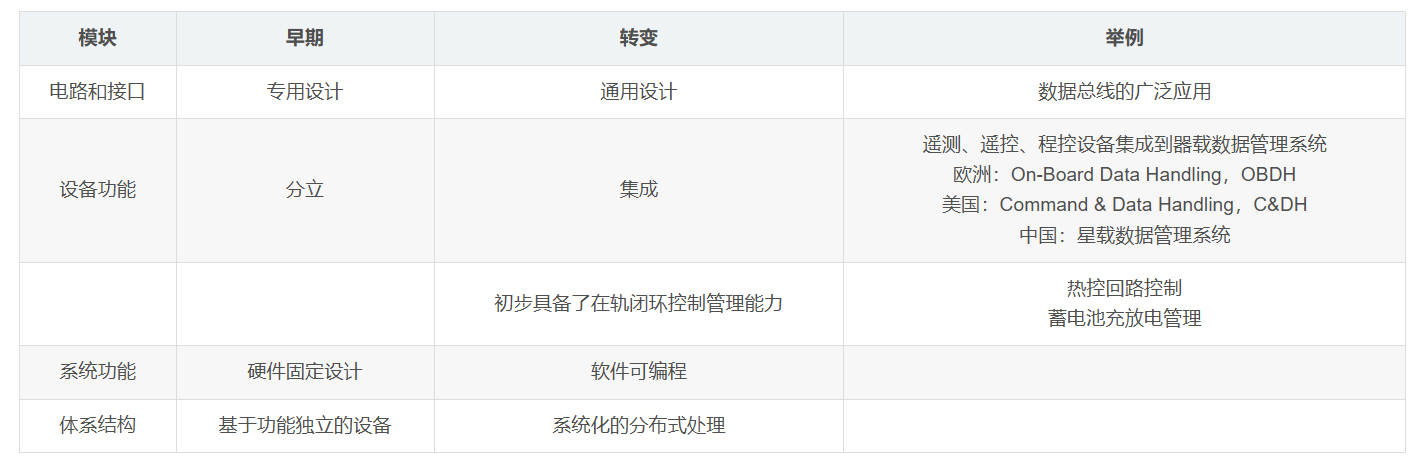 模块 早期 转变 举例
电路和接口 专用设计 通用设计 数据总线的广泛应用
设备功能 分立 集成 遥测、遥控、程控设备集成到器载数据管理系统
欧洲：On-Board Data Handling，OBDH
美国：Command & Data Handling，C&DH
中国：星载数据管理系统
初步具备了在轨闭环控制管理能力 热控回路控制
蓄电池充放电管理
系统功能 硬件固定设计 软件可编程
体系结构 基于功能独立的设备 系统化的分布式处理